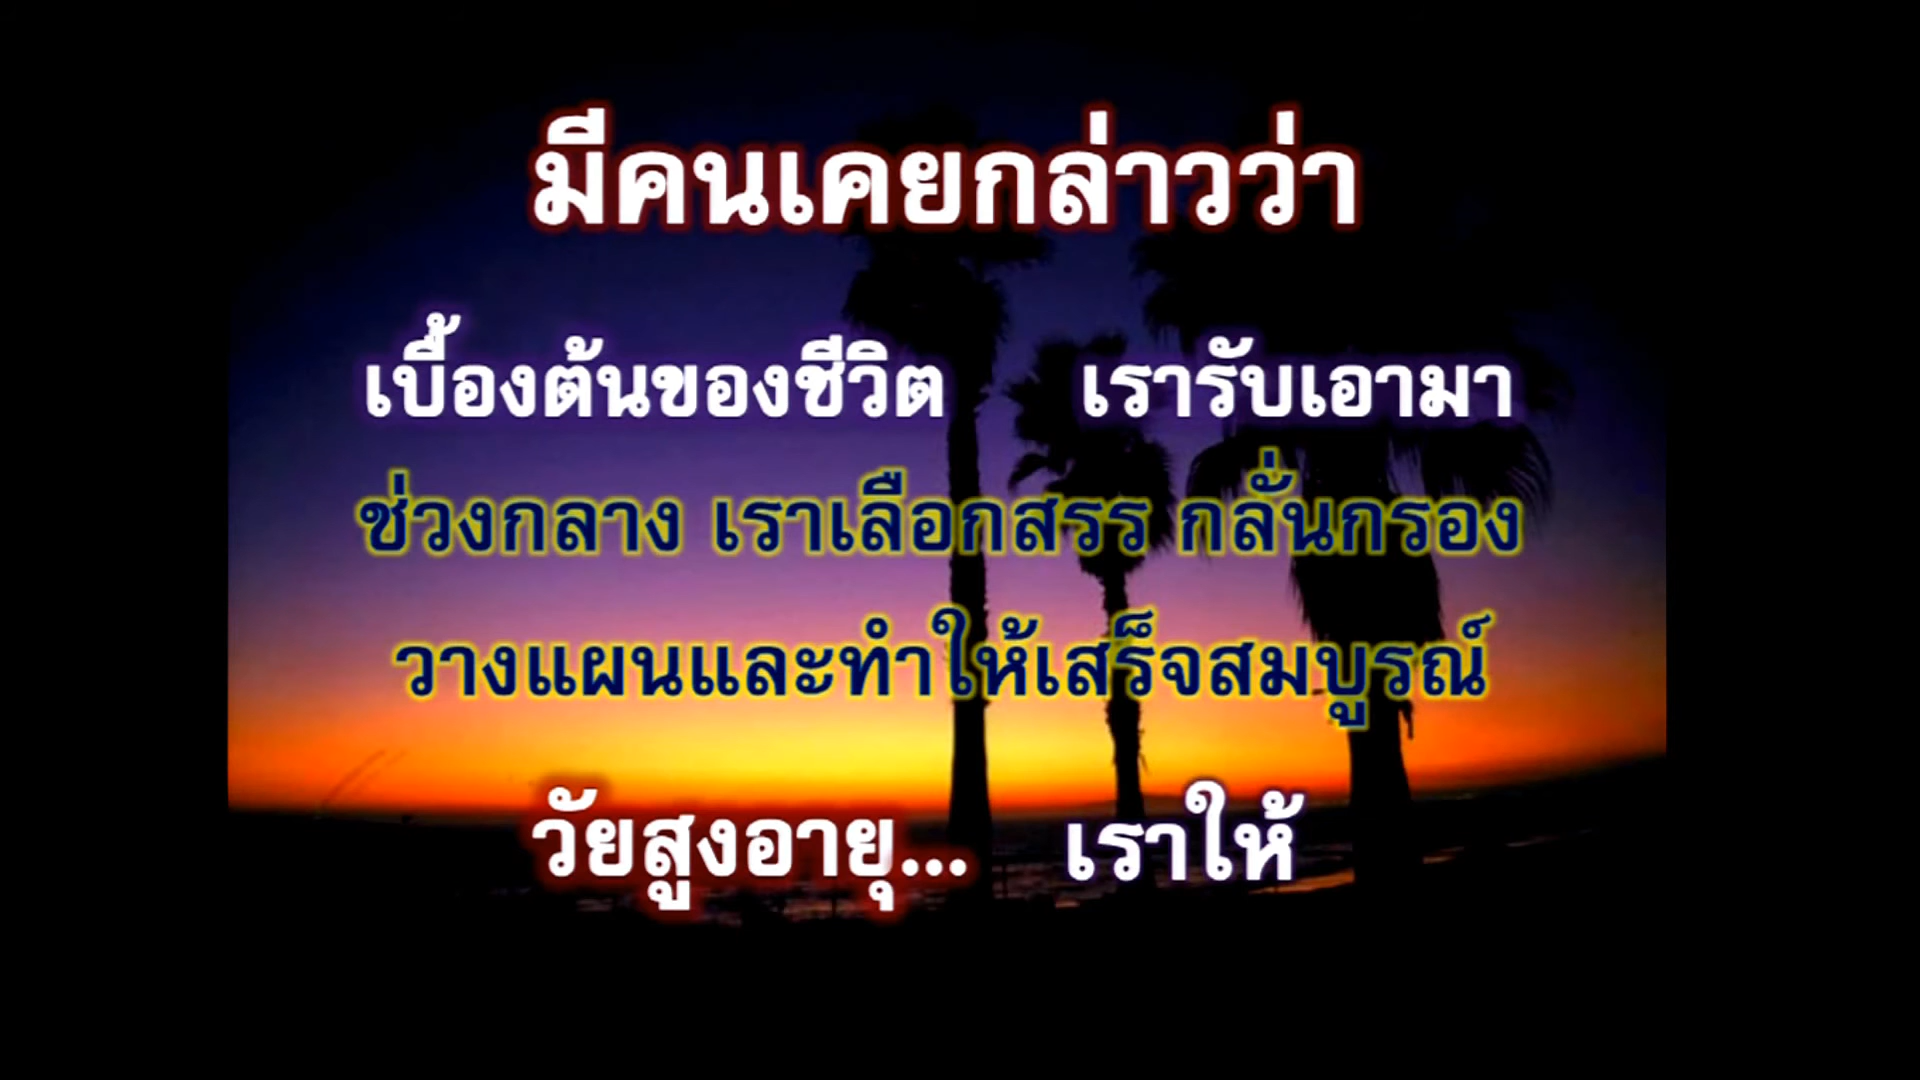 มีคนเคยกล่าวว่า
เบื้องต้นของชีวิต เรารับเอามา
ช่วงกลาง เราเลือกสรร กลั่นกรอง
วางแผนและทำให้เสร็จสมบูรณ์
วัยสูงอายุ... เราให้